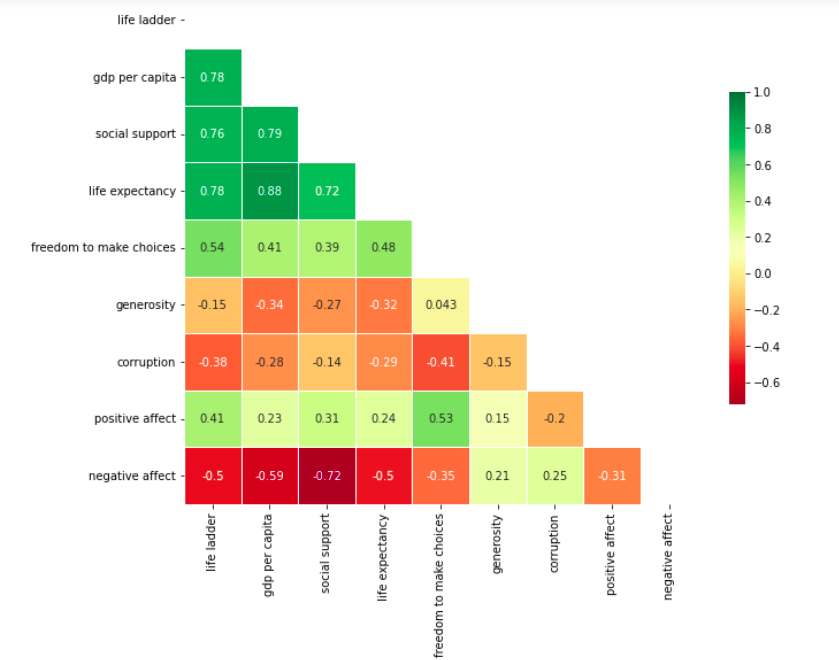 life ladder
gdp per capita 0.78
social support 0.76 0.79
life expectancy 0.78 0.88 0.72
freedom to make choices 0.54 0.41 0.39 0.48
generosity -0.15 -0.34 -0.27 -0.32 0.043
corruption -0.38 -0.28 -0.14 -0.29 -0.41 -0.15
positive affect 0.41 0.23 0.31 0.24 0.53 0.15 -0.2
negative affect -0.5 -0.59 -0.72 -0.5 -0.35 0.21 0.25 -0.31
life ladder
gdp per capita
social support
life expectancy
freedom to make choices
generosity
corruption
positive affect
negative affect
1.0
0.8
0.6
0.4
0.2
0.0
−0.2
−0.4
−0.6